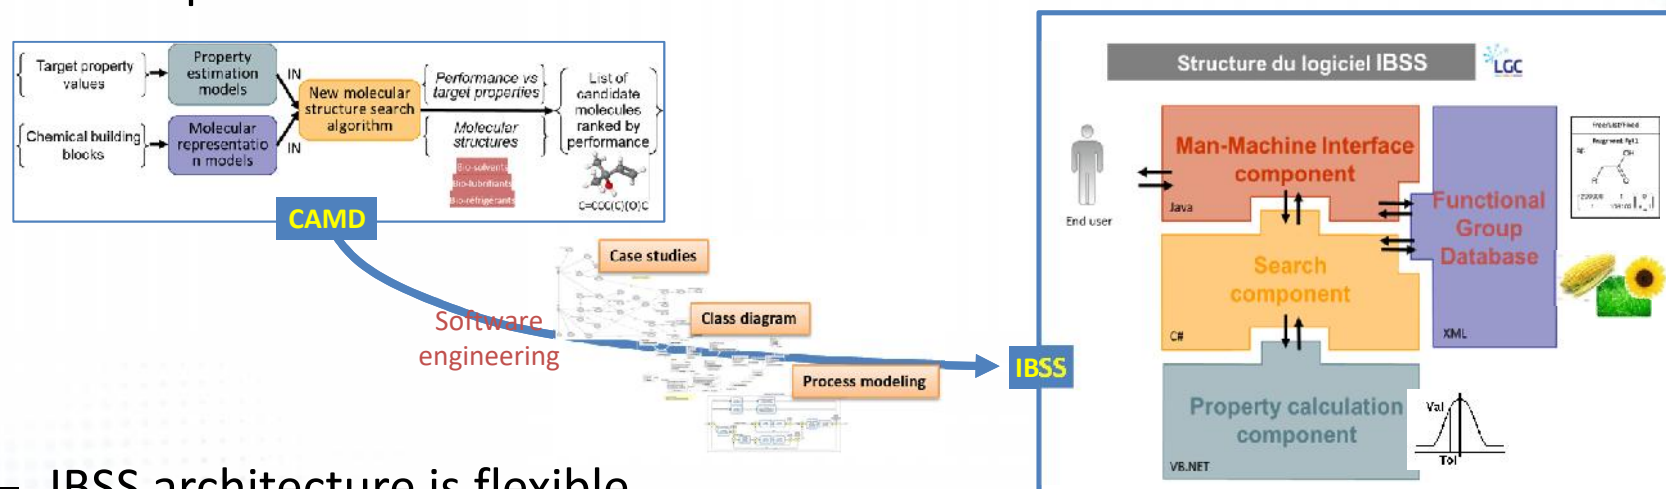 Target property
values
Property
estimation
models
IN
New molecular
structure search
algorithm
Performance vs
target properties
List of
candidate
molecules
ranked by
performance
Chemical building
blocks
Molecular
representatio
n models
IN
Molecular
structures
Bio-solvents
Bio-lubrifiants
Bio-refrigerants
C=CCC(C)(O)C
CAMD
Software
engineering
Case studies
Class diagram
Process modeling
IBSS
Structure du logiciel IBSS
LGC
End user
Man-Machine Interface
component
Java
Functional
Group
Database
XML
Search
component
C#
Property calculation
component
VB.NET
Val
Tol
OH
O
R
– IBSS architecture is flexible